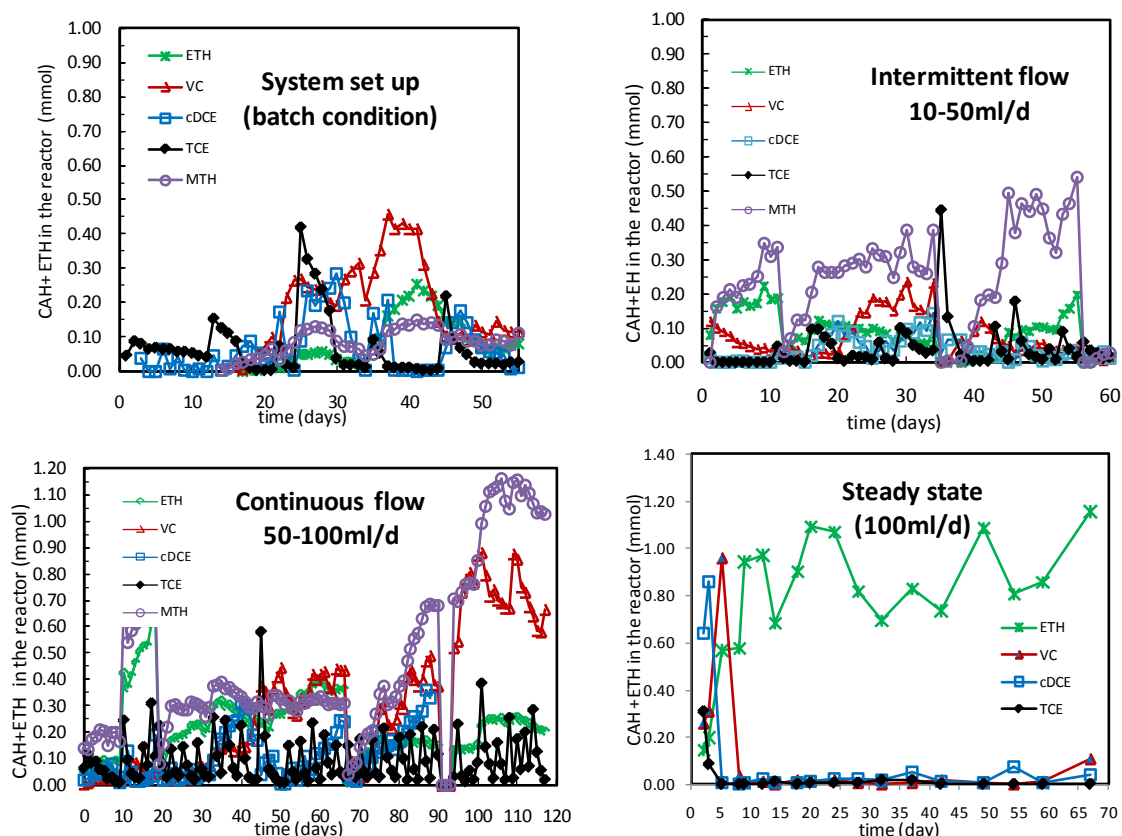 CAH+ ETH in the reactor (mmol)
1.00
0.90
0.80
0.70
0.60
0.50
0.40
0.30
0.20
0.10
0.00
ETH
VC
cDCE
TCE
MTH
System set up
(batch condition)
0 10 20 30 40 50
time (days)
CAH+EH in the reactor (mmol)
1.00
0.90
0.80
0.70
0.60
0.50
0.40
0.30
0.20
0.10
0.00
ETH
VC
cDCE
TCE
MTH
Intermittent flow
10-50ml/d
0 10 20 30 40 50 60
time (days)
CAH+ETH in the reactor (mmol)
1.20
1.10
1.00
0.90
0.80
0.70
0.60
0.50
0.40
0.30
0.20
0.10
0.00
ETH
VC
cDCE
TCE
MTH
Continuous flow
50-100ml/d
0 10 20 30 40 50 60 70 80 90 100 110 120
time (days)
CAH+ETH in the reactor (mmol)
1.40
1.20
1.00
0.80
0.60
0.40
0.20
0.00
Steady state
(100ml/d)
ETH
VC
cDCE
TCE
0 5 10 15 20 25 30 35 40 45 50 55 60 65 70
time (day)